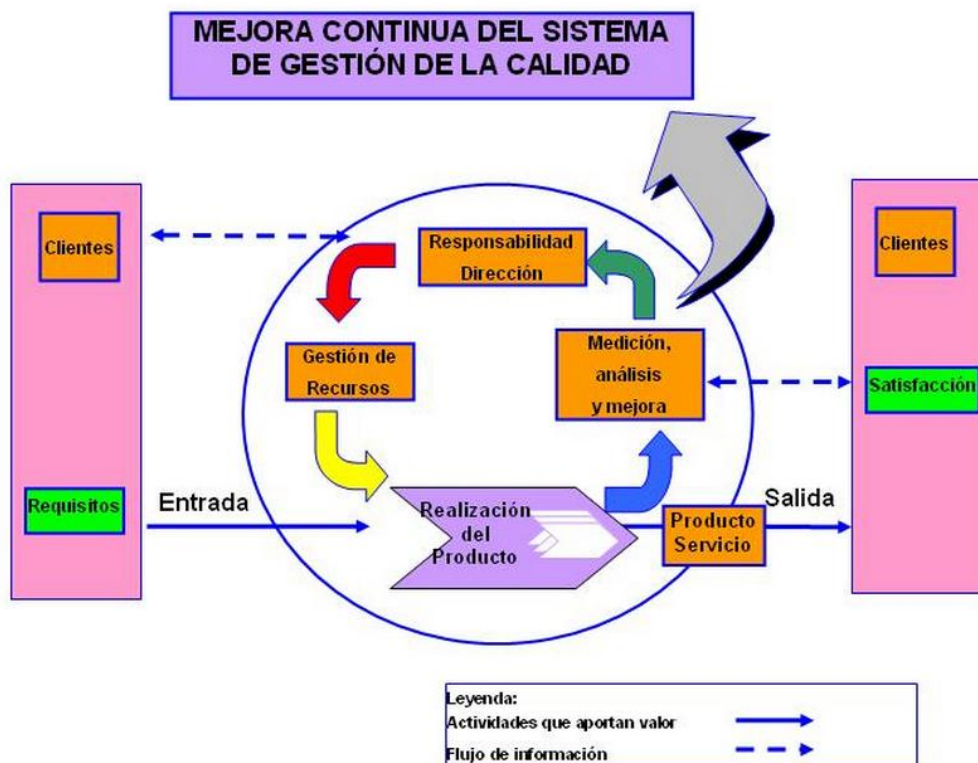 MEJORA CONTINUA DEL SISTEMA
DE GESTIÓN DE LA CALIDAD
Clientes
Responsabilidad
Dirección
Clientes
Gestión de
Recursos
Medición,
análisis
y mejora
Satisfacción
Requisitos
Entrada
Realización
del
Producto
Producto
Servicio
Salida
Leyenda:
Actividades que aportan valor
Flujo de información